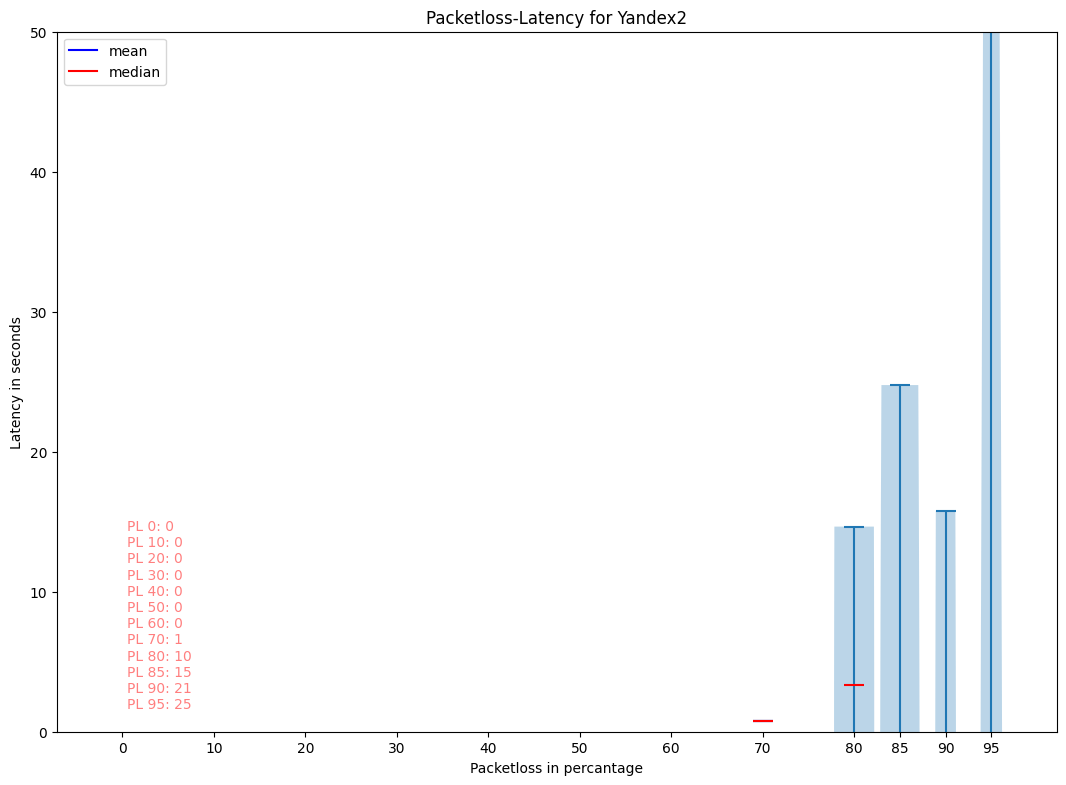 Packetloss-Latency for Yandex2
mean
median
Latency in seconds
50
40
30
20
10
0
PL 0: 0
PL 10: 0
PL 20: 0
PL 30: 0
PL 40: 0
PL 50: 0
PL 60: 0
PL 70: 1
PL 80: 10
PL 85: 15
PL 90: 21
PL 95: 25
0 10 20 30 40 50 60 70 80 85 90 95
Packetloss in percantage